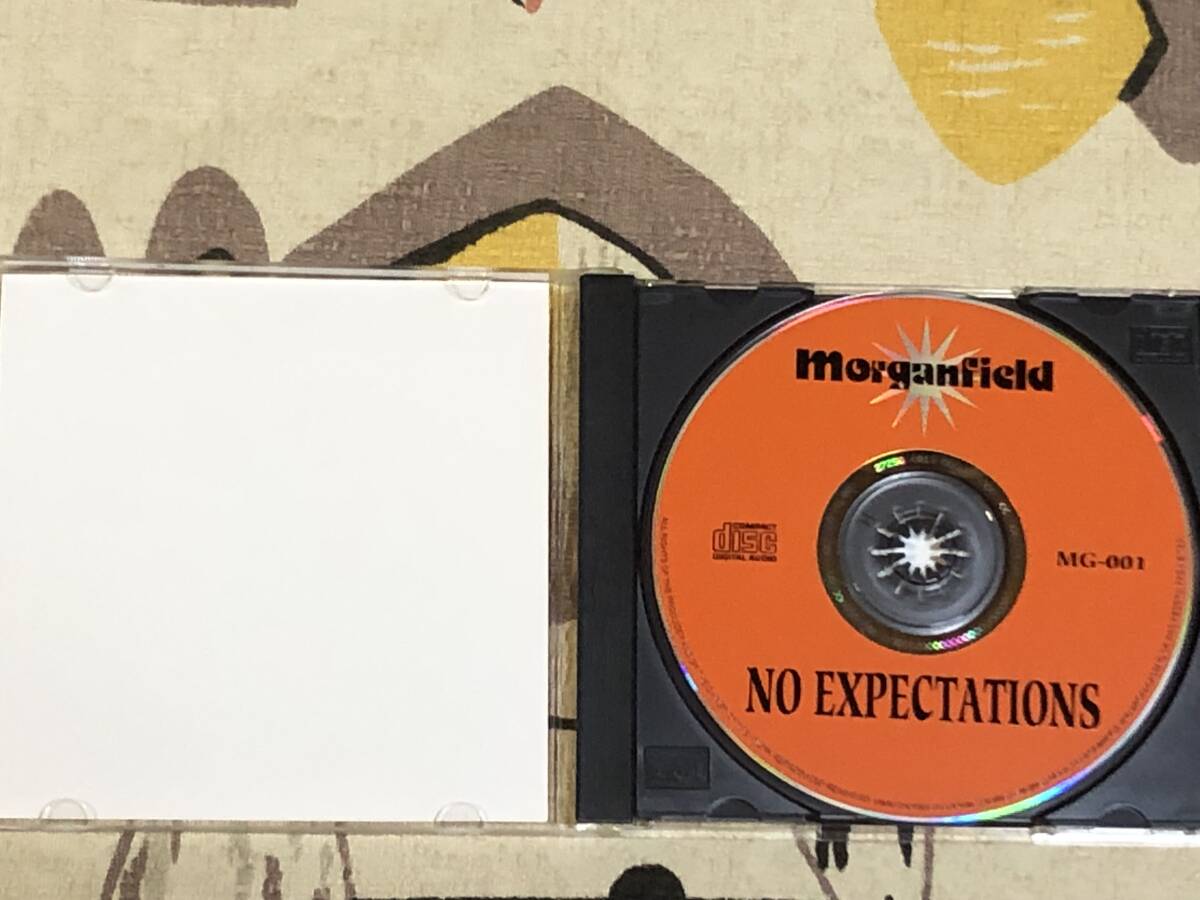 Morganfield
COMPACT
disc
DIGITAL AUDIO
MG-001
NO EXPECTATIONS